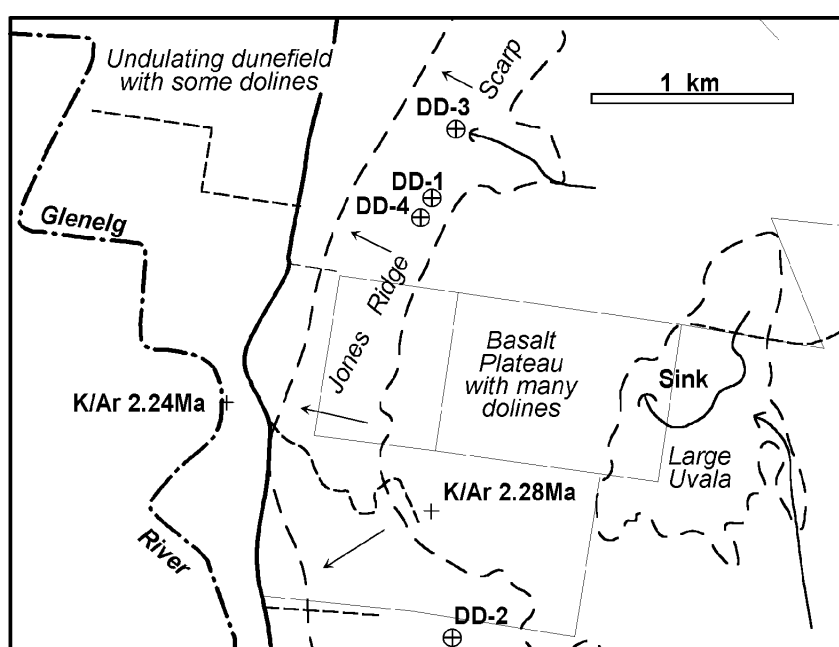 Undulating dunefield
with some dolines
Scarp
1 km
DD-3
DD-1
DD-4
Glenelg
Jones Ridge
Basalt
Plateau
with many
dolines
Sink
K/Ar 2.24Ma
Large
Uvala
K/Ar 2.28Ma
River
DD-2